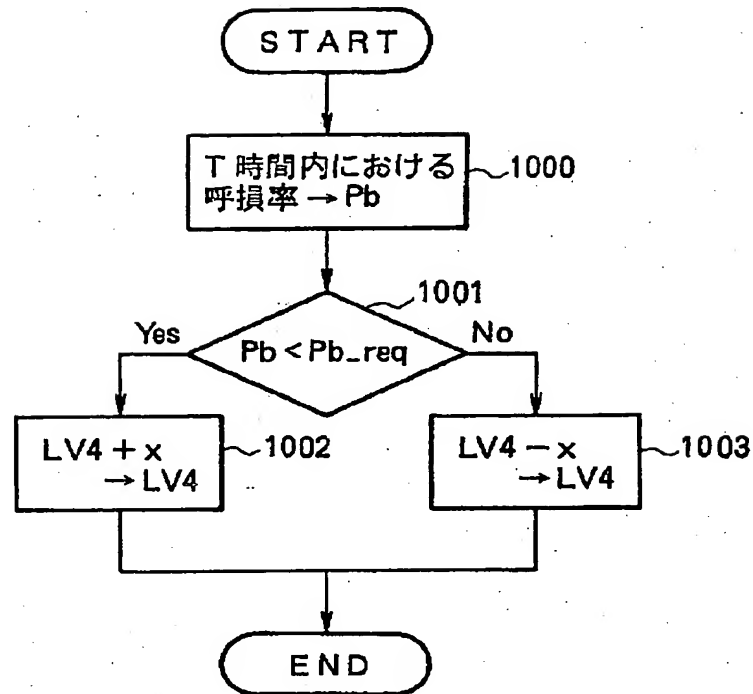 START
T時間内における
呼損率→Pb
1000
1001
Yes
Pb<Pb_req
No
LV4+x
→LV4
1002
LV4-x
→LV4
1003
END